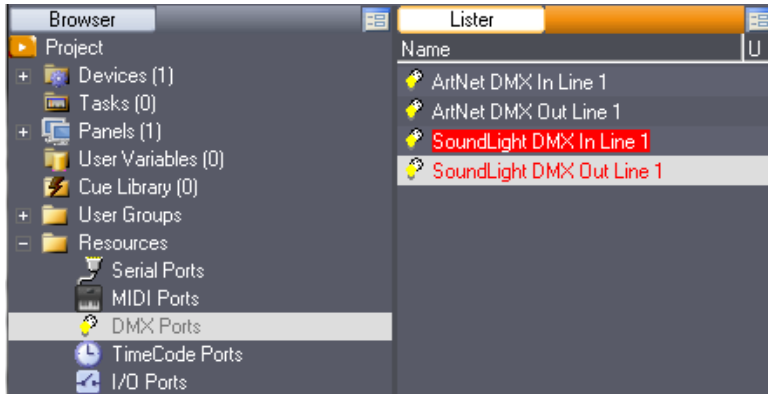 Browser
Project
Devices (1)
Tasks (0)
Panels (1)
User Variables (0)
Cue Library (0)
User Groups
Resources
Serial Ports
MIDI Ports
DMX Ports
TimeCode Ports
I/O Ports
Lister
Name U
ArtNet DMX In Line 1
ArtNet DMX Out Line 1
SoundLight DMX In Line 1
SoundLight DMX Out Line 1